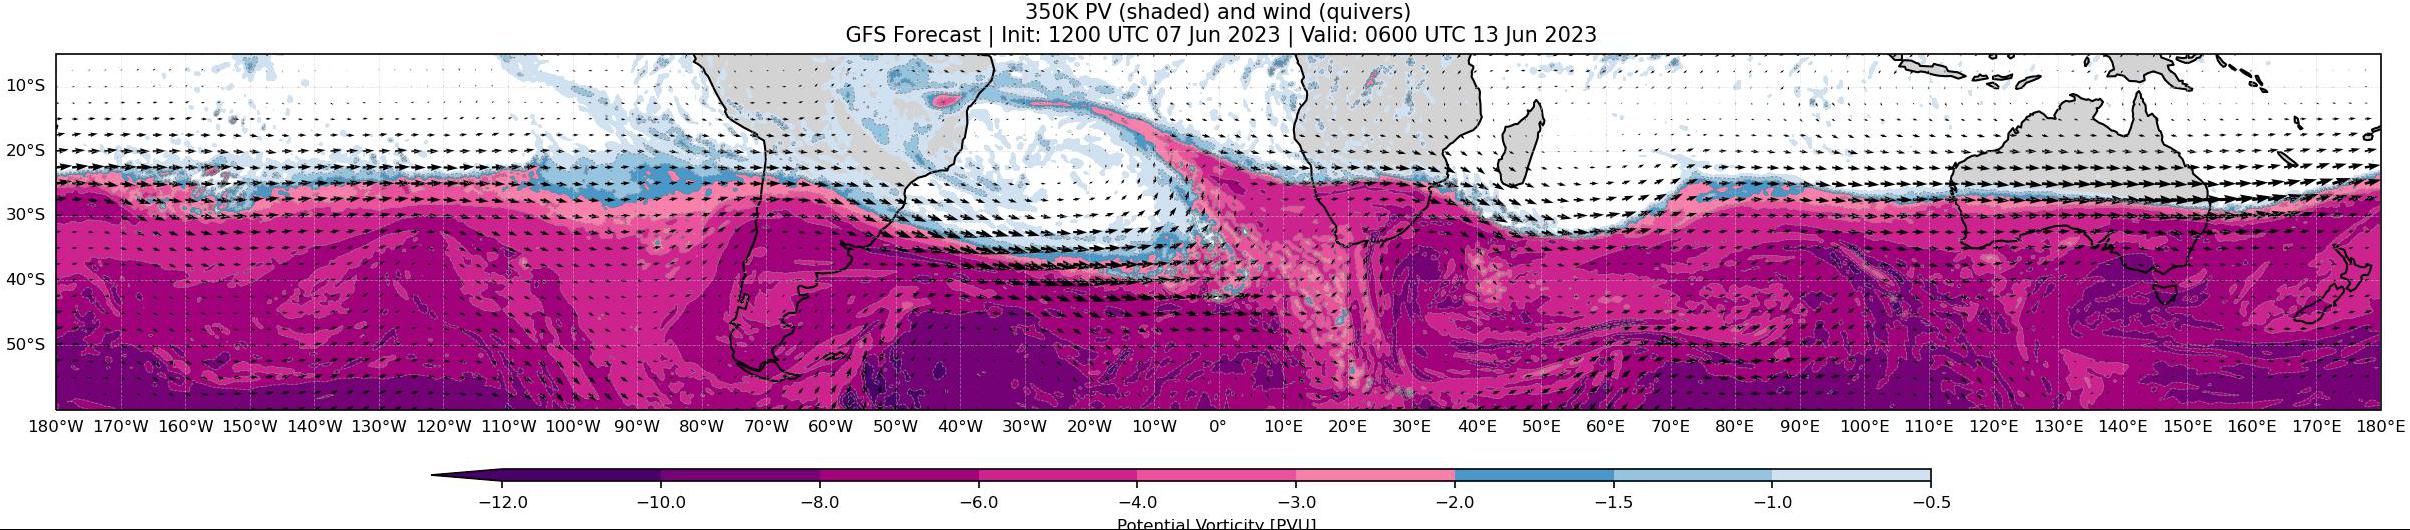 350K PV (shaded) and wind (quivers)
GFS Forecast | Init: 1200 UTC 07 Jun 2023 | Valid: 0600 UTC 13 Jun 2023
10°S
20°S
30°S
40°S
50°S
180°W 170°W 160°W 150°W 140°W 130°W 120°W 110°W 100°W 90°W 80°W 70°W 60°W 50°W 40°W 30°W 20°W 10°W 0° 10°E 20°E 30°E 40°E 50°E 60°E 70°E 80°E 90°E 100°E 110°E 120°E 130°E 140°E 150°E 160°E 170°E 180°E
−12.0 −10.0 −8.0 −6.0 −4.0 −3.0 −2.0 −1.5 −1.0 −0.5
Potential Vorticity [PVU]